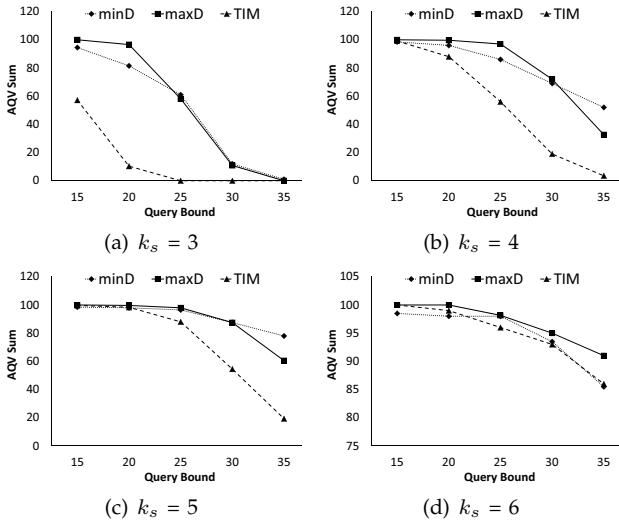 minD maxD TIM
120
100
80
60
40
20
0
AQV Sum
15 20 25 30 35
Query Bound
(a) k_s = 3
minD maxD TIM
120
100
80
60
40
20
0
AQV Sum
15 20 25 30 35
Query Bound
(b) k_s = 4
minD maxD TIM
120
100
80
60
40
20
0
AQV Sum
15 20 25 30 35
Query Bound
(c) k_s = 5
minD maxD TIM
105
100
95
90
85
80
75
AQV Sum
15 20 25 30 35
Query Bound
(d) k_s = 6